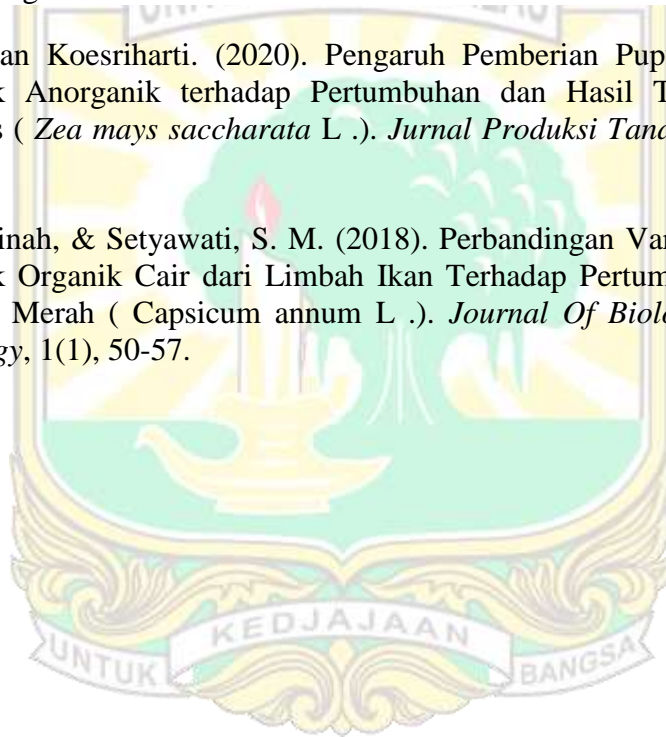 an Koesriharti. (2020). Pengaruh Pemberian Pup
k Anorganik terhadap Pertumbuhan dan Hasil T
s ( Zea mays saccharata L .). Jurnal Produksi Tana
inah, & Setyawati, S. M. (2018). Perbandingan Var
k Organik Cair dari Limbah Ikan Terhadap Pertum
Merah ( Capsicum annum L .). Journal Of Biolo
gy, 1(1), 50-57.
UNTUK KEDJAJAAN BANGSA